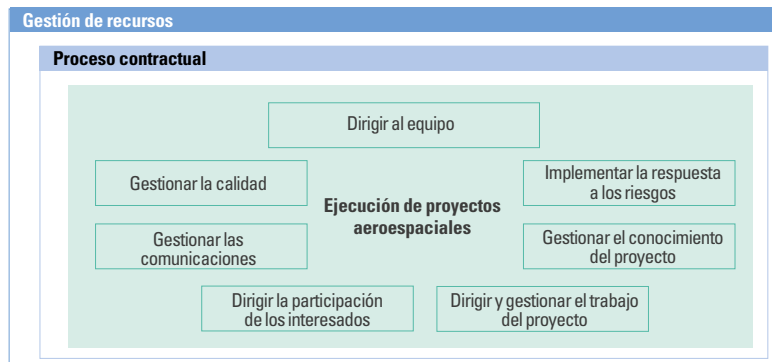 Gestión de recursos
Proceso contractual
Dirigir al equipo
Gestionar la calidad
Implementar la respuesta
a los riesgos
Ejecución de proyectos
aeroespaciales
Gestionar las
comunicaciones
Gestionar el conocimiento
del proyecto
Dirigir la participación
de los interesados
Dirigir y gestionar el trabajo
del proyecto